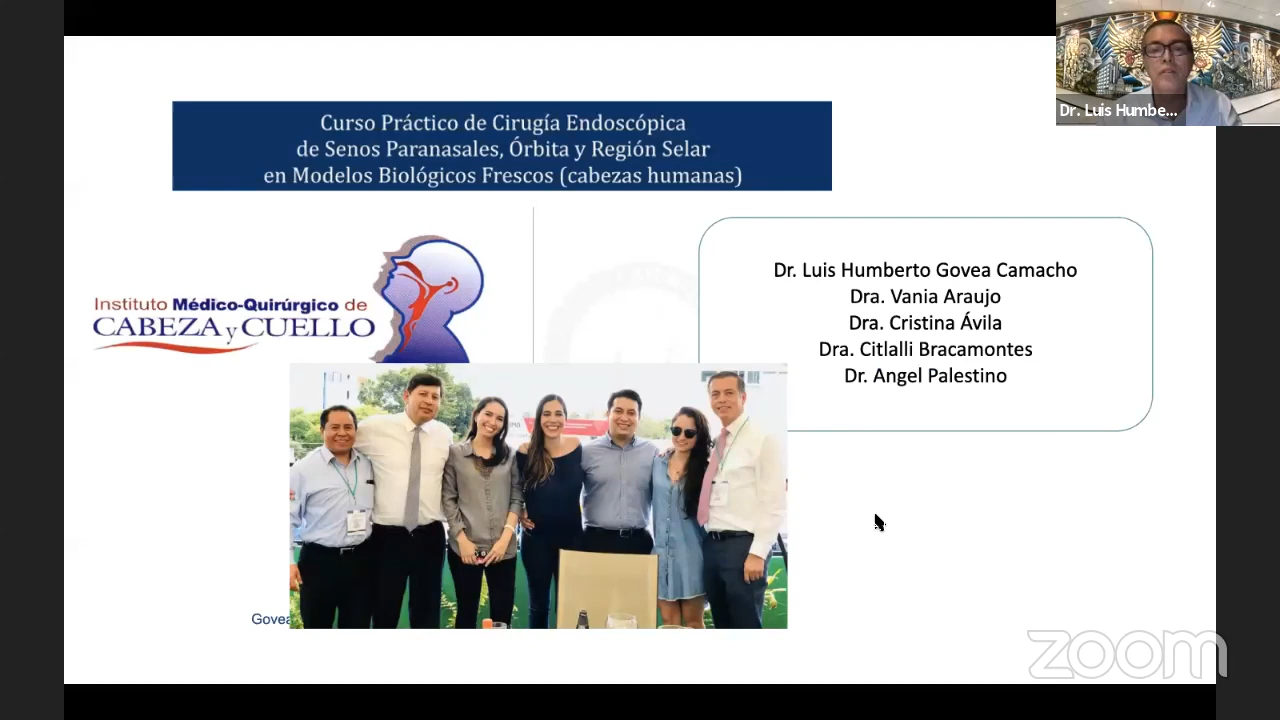 Curso Práctico de Cirugía Endoscópica
de Senos Paranasales, Órbita y Región Selar
en Modelos Biológicos Frescos (cabezas humanas)
Dr. Luis Humbe...
Instituto Médico-Quirúrgico de
CABEZA y CUELLO
Dr. Luis Humberto Govea Camacho
Dra. Vania Araujo
Dra. Cristina Ávila
Dra. Citlalli Bracamontes
Dr. Angel Palestino
Govea
zoom